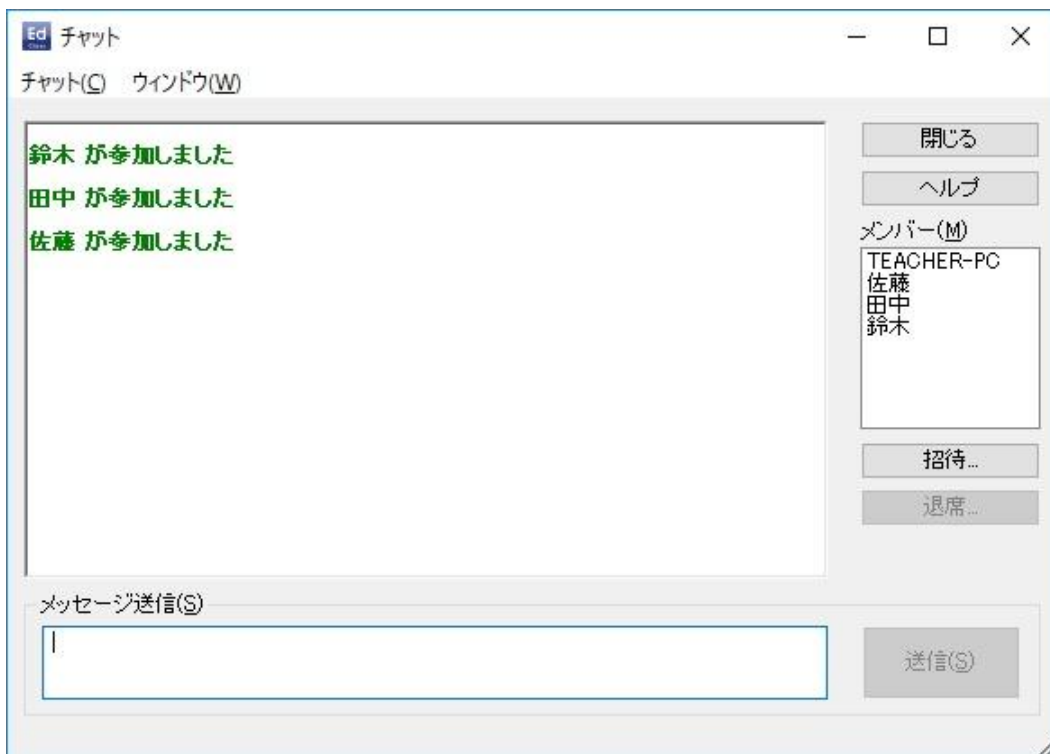 Ed チャット
チャット(C) ウィンドウ(W)
鈴木 が参加しました
田中 が参加しました
佐藤 が参加しました
閉じる
ヘルプ
メンバー(M)
TEACHER-PC
佐藤
田中
鈴木
招待...
退席...
メッセージ送信(S)
送信(S)